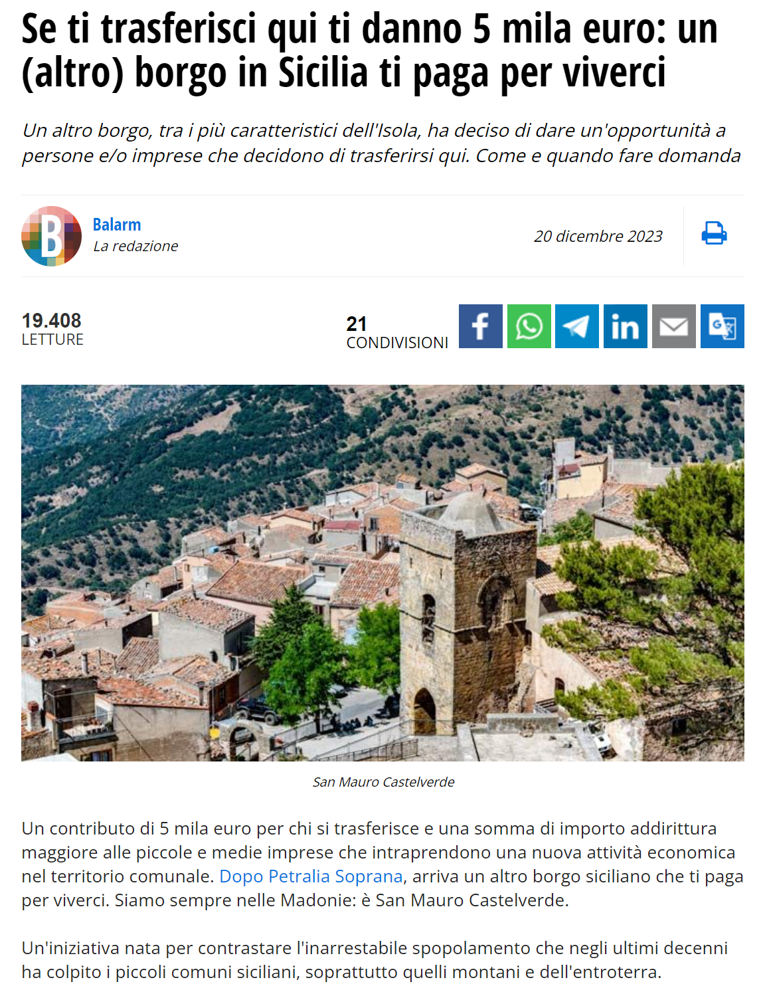 Se ti trasferisci qui ti danno 5 mila euro: un
(altro) borgo in Sicilia ti paga per viverci
Un altro borgo, tra i più caratteristici dell'Isola, ha deciso di dare un'opportunità a
persone e/o imprese che decidono di trasferirsi qui. Come e quando fare domanda
B
Balarm
La redazione
20 dicembre 2023
19.408
LETTURE
21
CONDIVISIONI
San Mauro Castelverde
Un contributo di 5 mila euro per chi si trasferisce e una somma di importo addirittura
maggiore alle piccole e medie imprese che intraprendono una nuova attività economica
nel territorio comunale. Dopo Petralia Soprana, arriva un altro borgo siciliano che ti paga
per viverci. Siamo sempre nelle Madonie: è San Mauro Castelverde.
Un'iniziativa nata per contrastare l'inarrestabile spopolamento che negli ultimi decenni
ha colpito i piccoli comuni siciliani, soprattutto quelli montani e dell'entroterra.